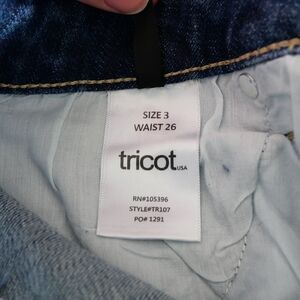 SIZE 3
WAIST 26
tricot USA
RN#105396
STYLE#TR107
PO# 1291